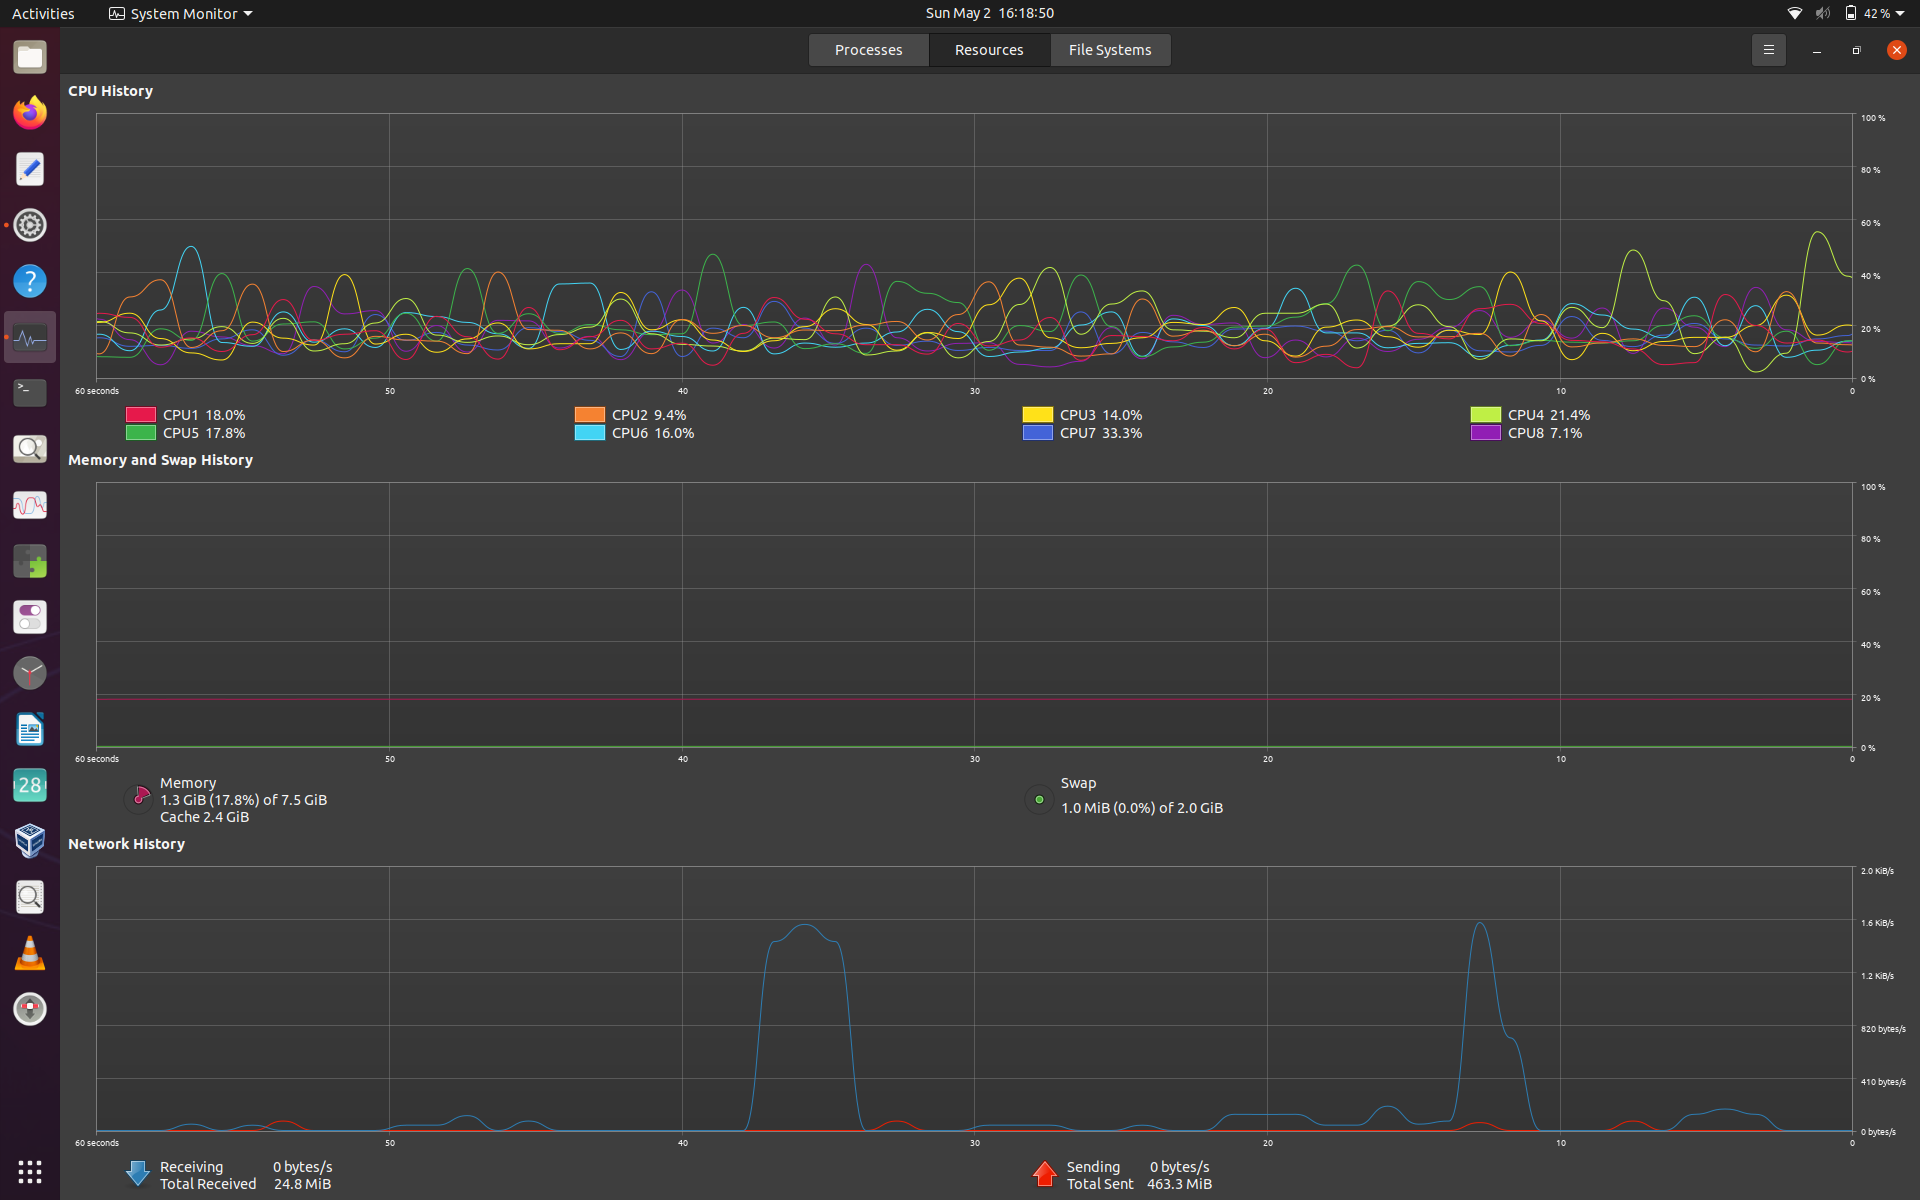 Activities System Monitor Sun May 2 16:18:50 42 %
Processes Resources File Systems
CPU History
100 %
80 %
60 %
40 %
20 %
0 %
60 seconds 50 40 30 20 10 0
CPU1 18.0% CPU2 9.4% CPU3 14.0% CPU4 21.4%
CPU5 17.8% CPU6 16.0% CPU7 33.3% CPU8 7.1%
Memory and Swap History
100 %
80 %
60 %
40 %
20 %
0 %
60 seconds 50 40 30 20 10 0
Memory
1.3 GiB (17.8%) of 7.5 GiB
Cache 2.4 GiB
Swap
1.0 MiB (0.0%) of 2.0 GiB
28
Network History
2.0 KiB/s
1.6 KiB/s
1.2 KiB/s
820 bytes/s
410 bytes/s
0 bytes/s
60 seconds 50 40 30 20 10 0
Receiving 0 bytes/s
Total Received 24.8 MiB
Sending 0 bytes/s
Total Sent 463.3 MiB